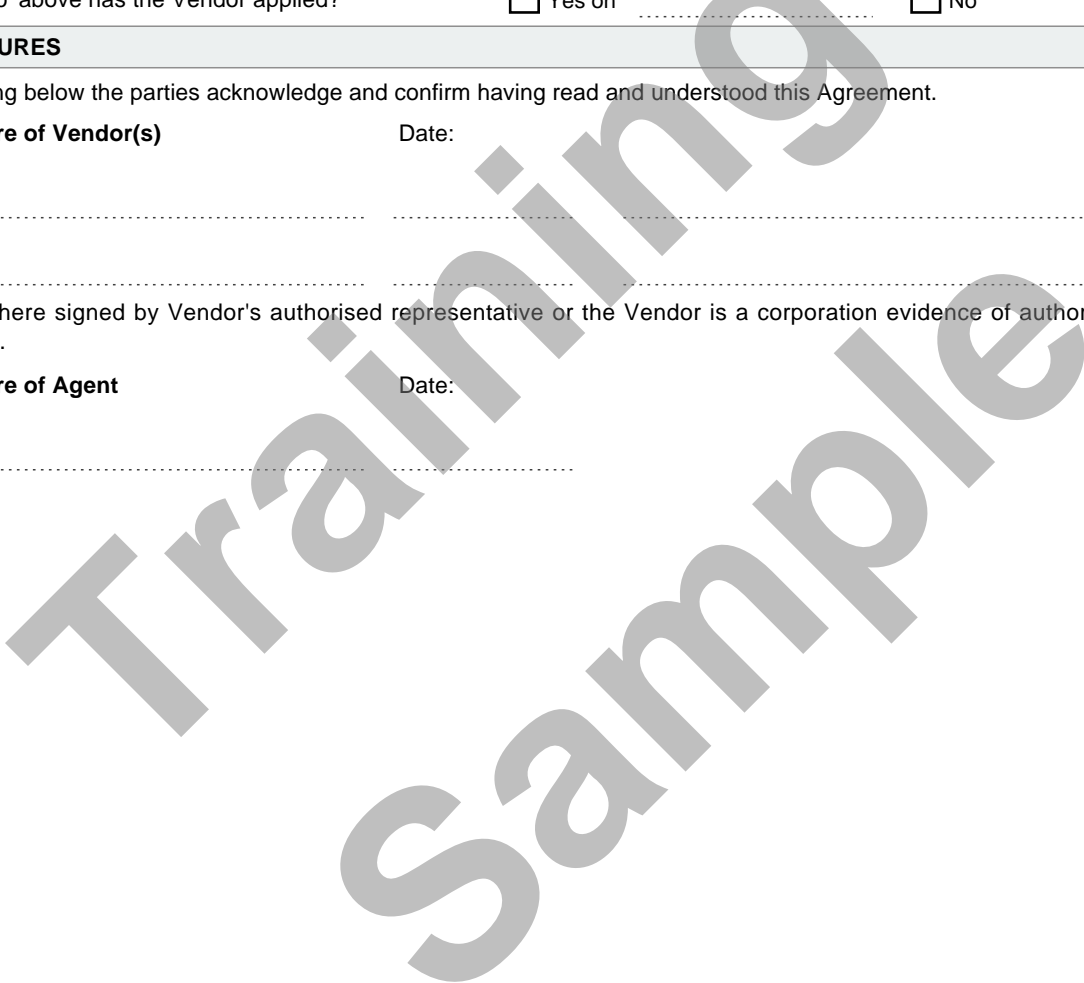 above has the Vendor applied? Yes on No
URES
ng below the parties acknowledge and confirm having read and understood this Agreement.
re of Vendor(s) Date:
here signed by Vendor's authorised representative or the Vendor is a corporation evidence of author
.
re of Agent Date:
Training
Sample